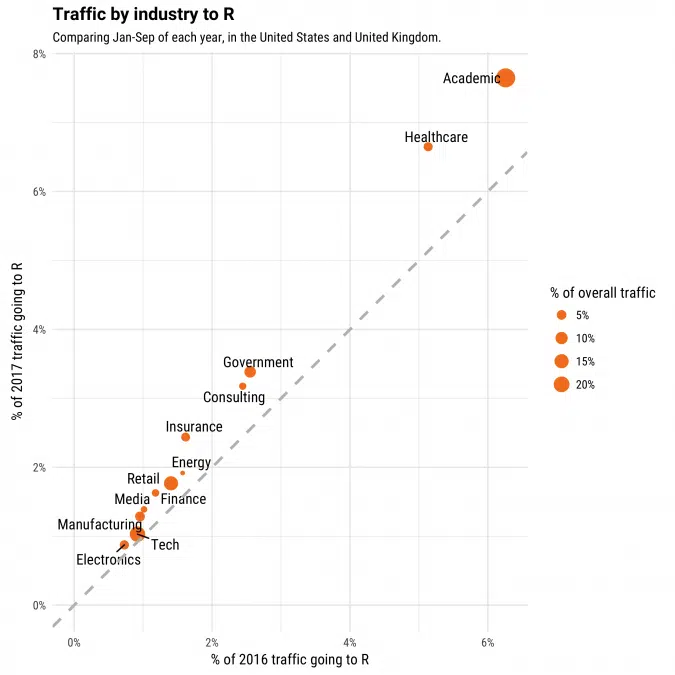 Traffic by industry to R
Comparing Jan-Sep of each year, in the United States and United Kingdom.
8%
Academic
Healthcare
6%
% of 2017 traffic going to R
% of overall traffic
5%
10%
15%
20%
4%
Government
Consulting
Insurance
2%
Energy
Retail
Media Finance
Manufacturing
Tech
Electronics
0%
0% 2% 4% 6%
% of 2016 traffic going to R